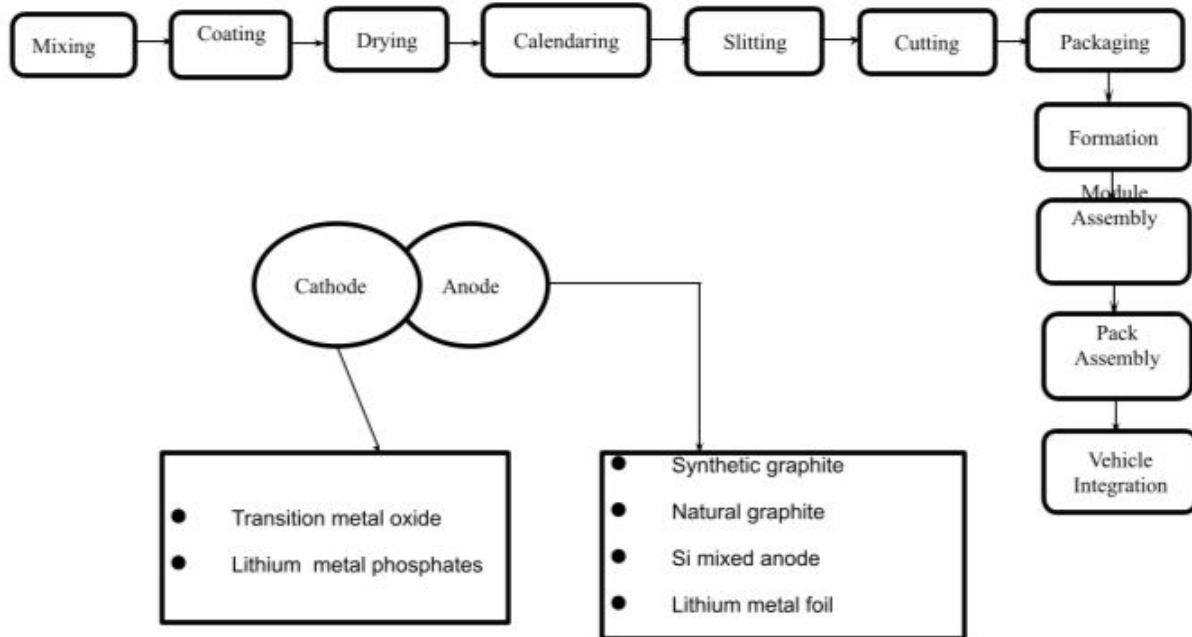 Mixing
Coating
Drying
Calendaring
Slitting
Cutting
Packaging
Formation
Module
Assembly
Pack
Assembly
Vehicle
Integration
Cathode
Anode
Transition metal oxide
Lithium metal phosphates
Synthetic graphite
Natural graphite
Si mixed anode
Lithium metal foil